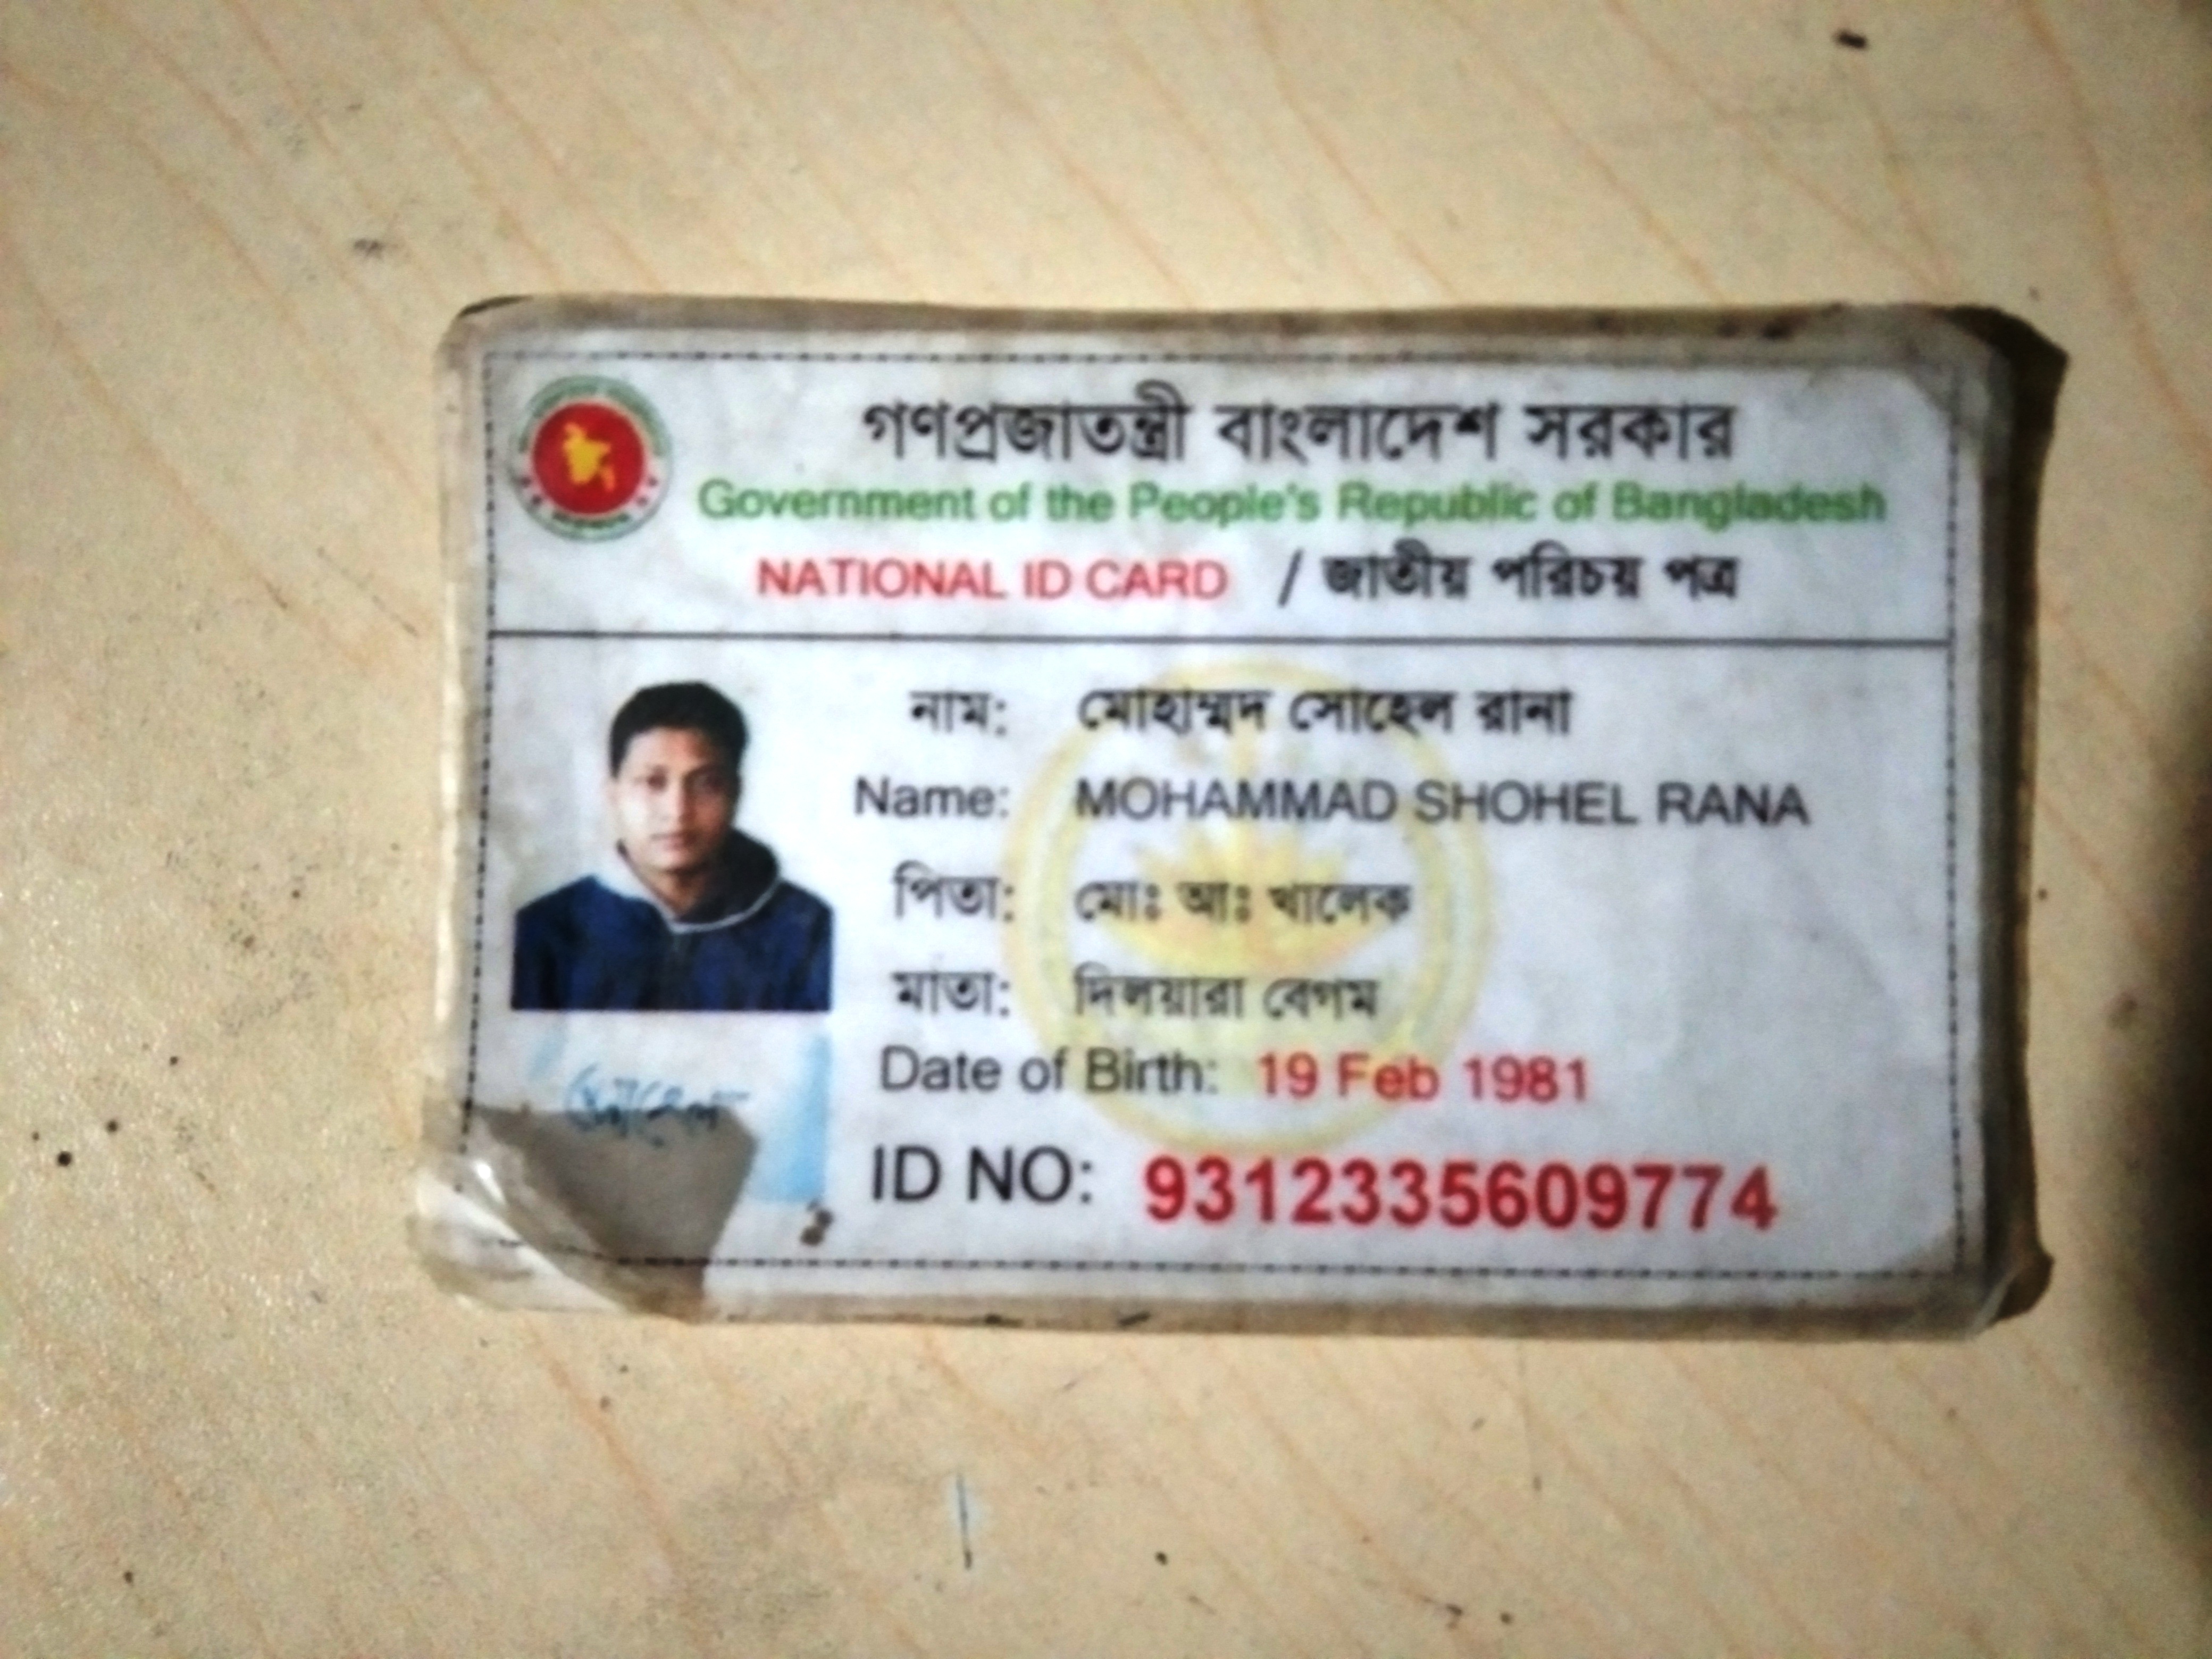 গণপ্রজাতন্ত্রী বাংলাদেশ সরকার
Government of the People's Republic of Bangladesh
NATIONAL ID CARD / জাতীয় পরিচয় পত্র
নাম: মোহাম্মদ সোহেল রানা
Name: MOHAMMAD SHOHEL RANA
পিতা: মোঃ আঃ খালেক
মাতা: দিলয়ারা বেগম
Date of Birth: 19 Feb 1981
সোহেল
ID NO: 9312335609774